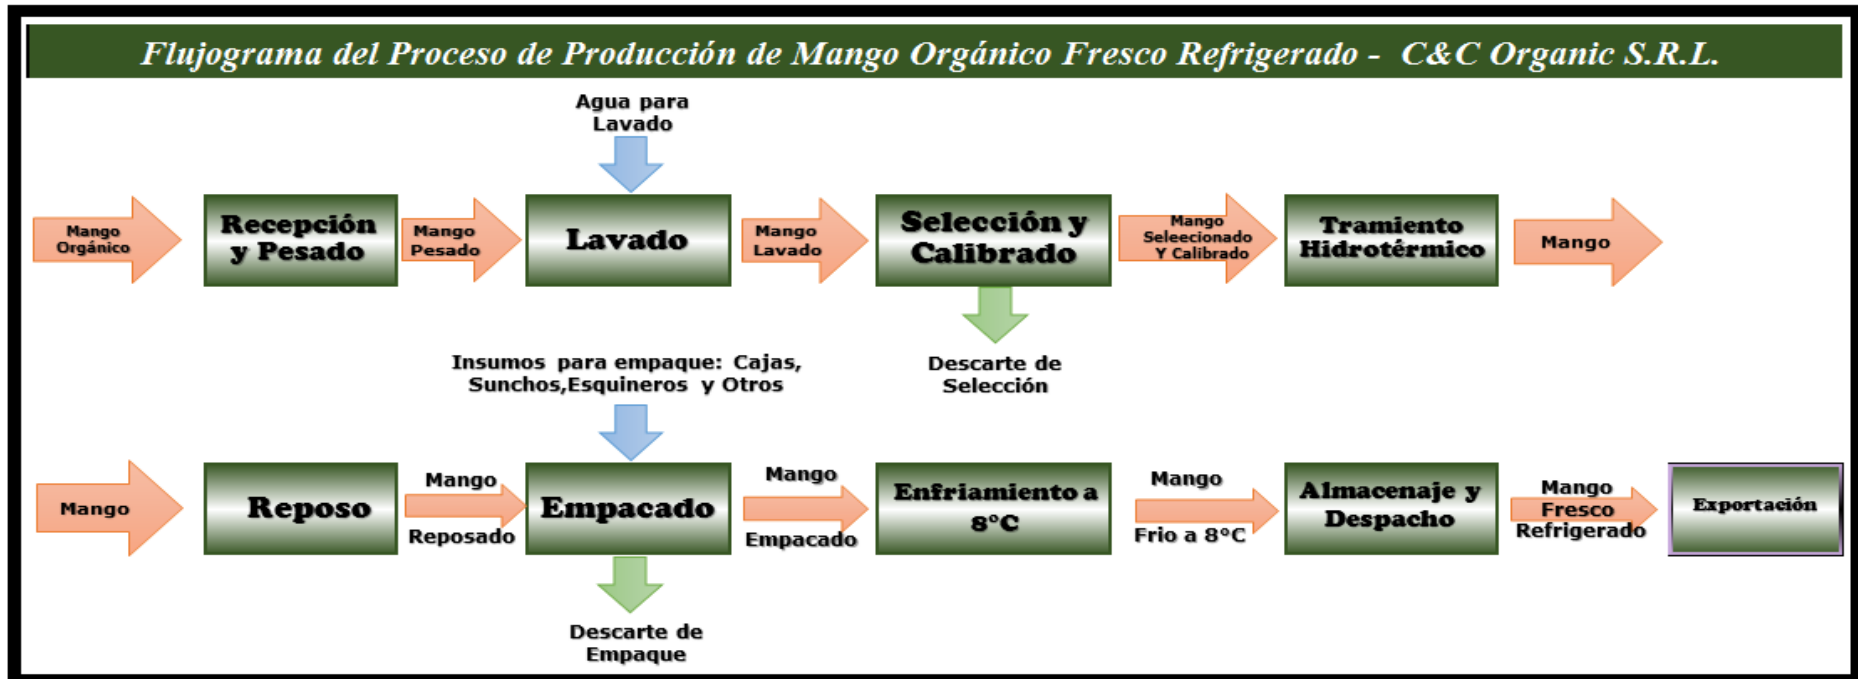 Flujograma del Proceso de Producción de Mango Orgánico Fresco Refrigerado - C&C Organic S.R.L.
Agua para
Lavado
Mango
Orgánico
Recepción
y Pesado
Mango
Pesado
Lavado
Mango
Lavado
Selección y
Calibrado
Mango
Seleecionado
Y Calibrado
Tramiento
Hidrotérmico
Mango
Descarte de
Selección
Insumos para empaque: Cajas,
Sunchos,Esquineros y Otros
Mango
Reposo
Mango
Reposado
Empacado
Mango
Empacado
Enfriamiento a
8°C
Mango
Frio a 8°C
Almacenaje y
Despacho
Mango
Fresco
Refrigerado
Exportación
Descarte de
Empaque